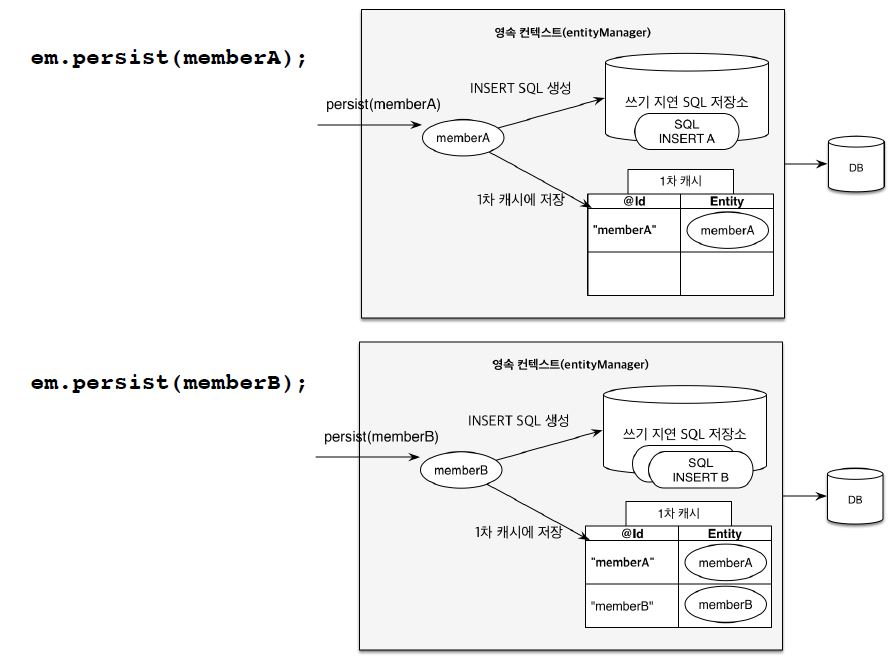 em.persist(memberA);
영속 컨텍스트(entityManager)
persist(memberA)
memberA
INSERT SQL 생성
쓰기 지연 SQL 저장소
SQL
INSERT A
1차 캐시에 저장
1차 캐시
@Id Entity
"memberA" memberA
DB
em.persist(memberB);
영속 컨텍스트(entityManager)
persist(memberB)
memberB
INSERT SQL 생성
쓰기 지연 SQL 저장소
SQL
INSERT B
1차 캐시에 저장
1차 캐시
@Id Entity
"memberA" memberA
"memberB" memberB
DB